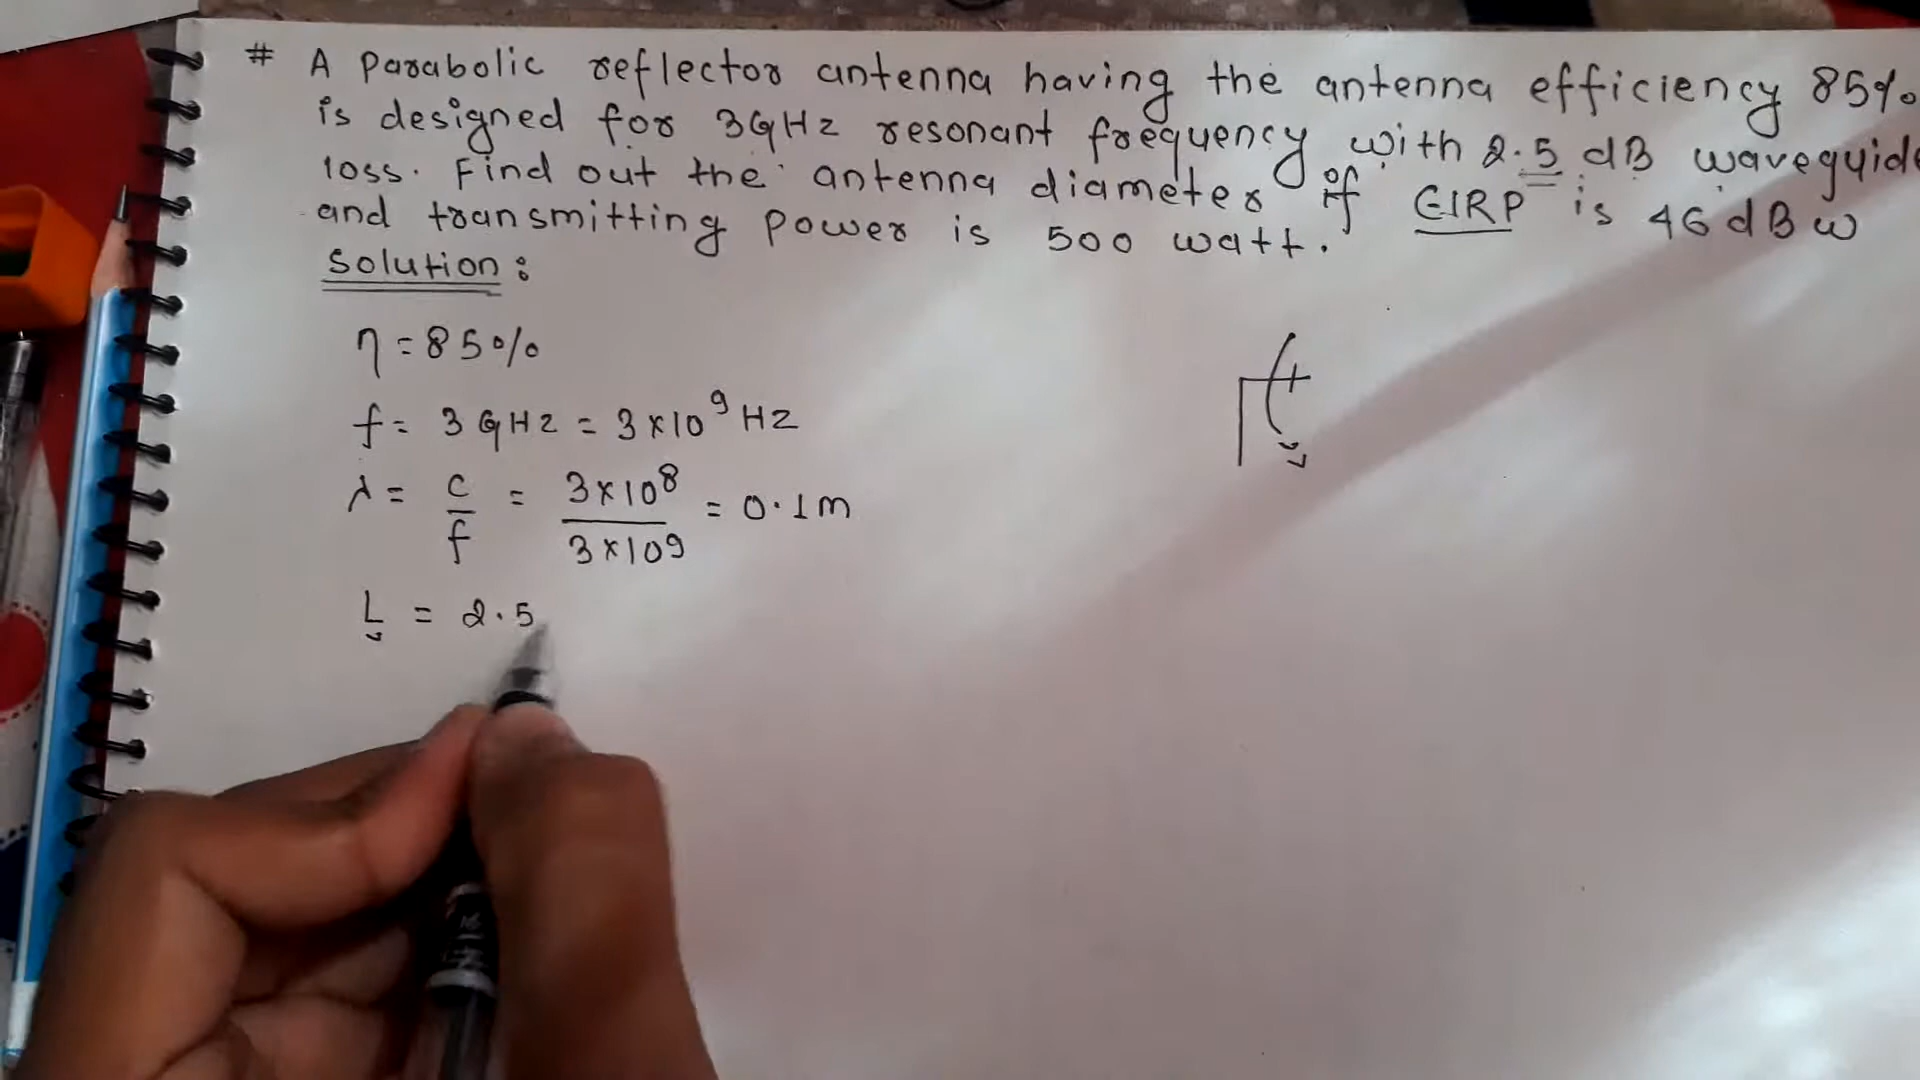 # A parabolic reflector antenna having the antenna efficiency 85%
is designed for 3GHz resonant frequency with 2.5 dB waveguide
loss. Find out the antenna diameter of if EIRP is 46 dBw
and transmitting power is 500 watt.
Solution:
η = 85%
f = 3 GHz = 3×10⁹ Hz
λ = c/f = 3×10⁸/3×10⁹ = 0.1m
L = 2.5